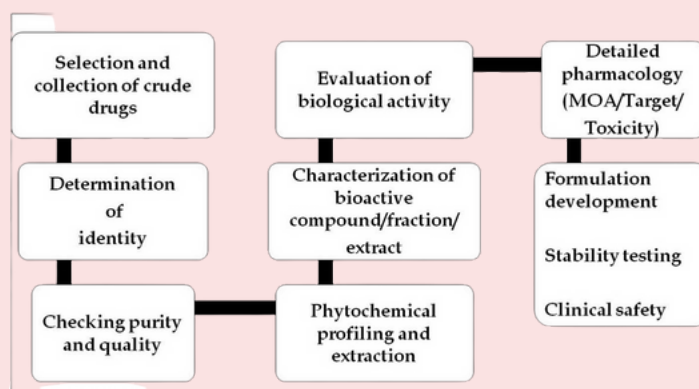 Selection and
collection of crude
drugs
Determination
of
identity
Checking purity
and quality
Phytochemical
profiling and
extraction
Characterization of
bioactive
compound/fraction/
extract
Evaluation of
biological activity
Detailed
pharmacology
(MOA/Target/
Toxicity)
Formulation
development
Stability testing
Clinical safety